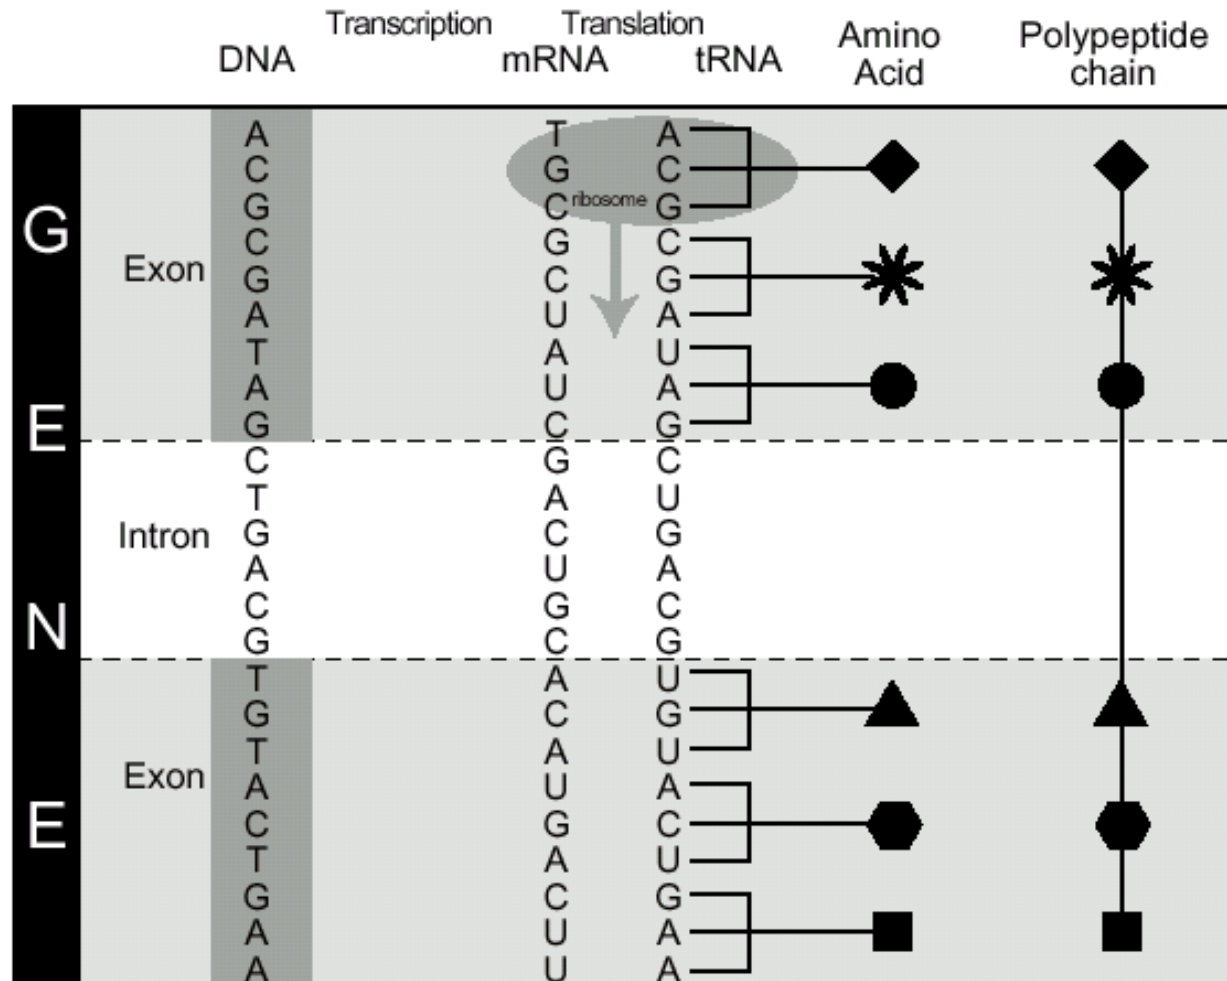 Transcription Translation
DNA mRNA tRNA Amino Acid Polypeptide chain
A T A
C G C
G C ribosome G
C G C
Exon
G C G
A U A
T A U
A U A
G C G
C G C
T A U
Intron
G C G
A U A
C G C
G C G
T A U
G C G
T A U
Exon
A U A
C G C
T A U
G C G
A U A
A U A
G
E
N
E